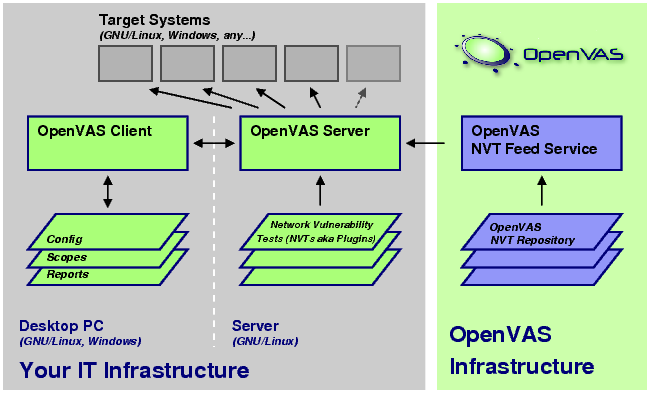 Target Systems
(GNU/Linux, Windows, any...)
OpenVAS
OpenVAS Client
OpenVAS Server
OpenVAS
NVT Feed Service
Config
Scopes
Reports
Network Vulnerability
Tests (NVTs aka Plugins)
OpenVAS
NVT Repository
Desktop PC
(GNU/Linux, Windows)
Server
(GNU/Linux)
Your IT Infrastructure
OpenVAS
Infrastructure